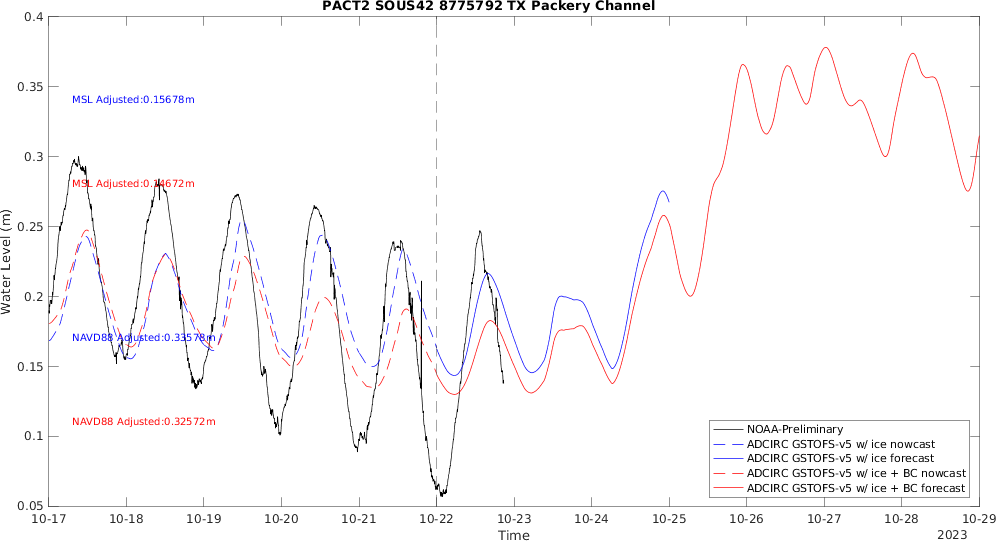 PACT2 SOUS42 8775792 TX Packery Channel
0.4
0.35
0.3
0.25
0.2
0.15
0.1
0.05
Water Level (m)
MSL Adjusted:0.15678m
MSL Adjusted:0.14672m
NAVD88 Adjusted:0.33578m
NAVD88 Adjusted:0.32572m
NOAA-Preliminary
ADCIRC GSTOFS-v5 w/ ice nowcast
ADCIRC GSTOFS-v5 w/ ice forecast
ADCIRC GSTOFS-v5 w/ ice + BC nowcast
ADCIRC GSTOFS-v5 w/ ice + BC forecast
10-17 10-18 10-19 10-20 10-21 10-22 10-23 10-24 10-25 10-26 10-27 10-28 10-29
Time
2023